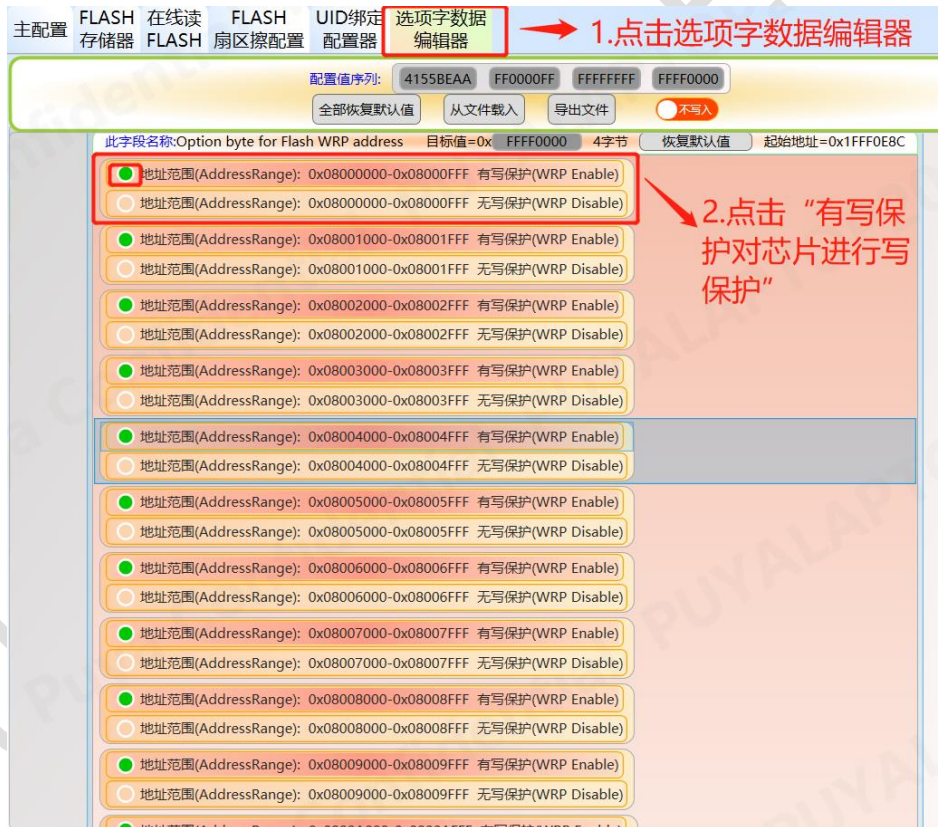 主配置 FLASH存储器 在线读FLASH FLASH扇区擦配置 UID绑定配置器 选项字数据编辑器
1.点击选项字数据编辑器
配置值序列: 4155BEAA FF0000FF FFFFFFFF FFFF0000
全部恢复默认值 从文件载入 导出文件 不写入
此字段名称:Option byte for Flash WRP address 目标值=0x FFFF0000 4字节 恢复默认值 起始地址=0x1FFF0E8C
地址范围(AddressRange): 0x08000000-0x08000FFF 有写保护(WRP Enable)
地址范围(AddressRange): 0x08000000-0x08000FFF 无写保护(WRP Disable)
2.点击“有写保
护对芯片进行写
保护”
地址范围(AddressRange): 0x08001000-0x08001FFF 有写保护(WRP Enable)
地址范围(AddressRange): 0x08001000-0x08001FFF 无写保护(WRP Disable)
地址范围(AddressRange): 0x08002000-0x08002FFF 有写保护(WRP Enable)
地址范围(AddressRange): 0x08002000-0x08002FFF 无写保护(WRP Disable)
地址范围(AddressRange): 0x08003000-0x08003FFF 有写保护(WRP Enable)
地址范围(AddressRange): 0x08003000-0x08003FFF 无写保护(WRP Disable)
地址范围(AddressRange): 0x08004000-0x08004FFF 有写保护(WRP Enable)
地址范围(AddressRange): 0x08004000-0x08004FFF 无写保护(WRP Disable)
地址范围(AddressRange): 0x08005000-0x08005FFF 有写保护(WRP Enable)
地址范围(AddressRange): 0x08005000-0x08005FFF 无写保护(WRP Disable)
地址范围(AddressRange): 0x08006000-0x08006FFF 有写保护(WRP Enable)
地址范围(AddressRange): 0x08006000-0x08006FFF 无写保护(WRP Disable)
地址范围(AddressRange): 0x08007000-0x08007FFF 有写保护(WRP Enable)
地址范围(AddressRange): 0x08007000-0x08007FFF 无写保护(WRP Disable)
地址范围(AddressRange): 0x08008000-0x08008FFF 有写保护(WRP Enable)
地址范围(AddressRange): 0x08008000-0x08008FFF 无写保护(WRP Disable)
地址范围(AddressRange): 0x08009000-0x08009FFF 有写保护(WRP Enable)
地址范围(AddressRange): 0x08009000-0x08009FFF 无写保护(WRP Disable)